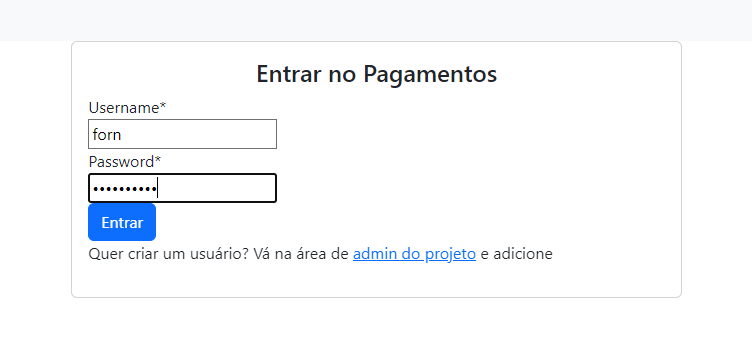 Entrar no Pagamentos
Username*
forn
Password*
••••••••••
Entrar
Quer criar um usuário? Vá na área de admin do projeto e adicione